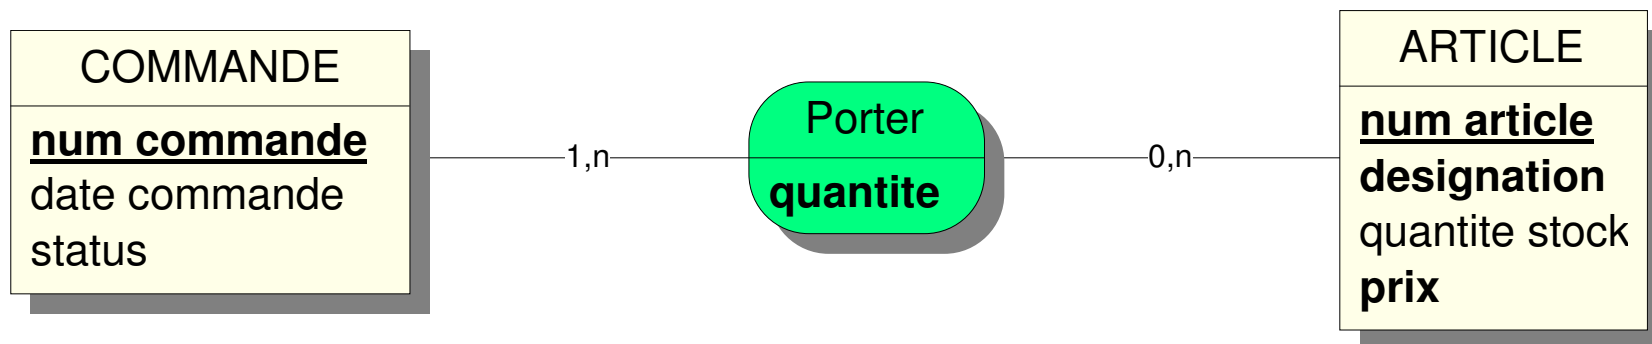 COMMANDE
num commande
date commande
status
1,n
Porter
quantite
0,n
ARTICLE
num article
designation
quantite stock
prix